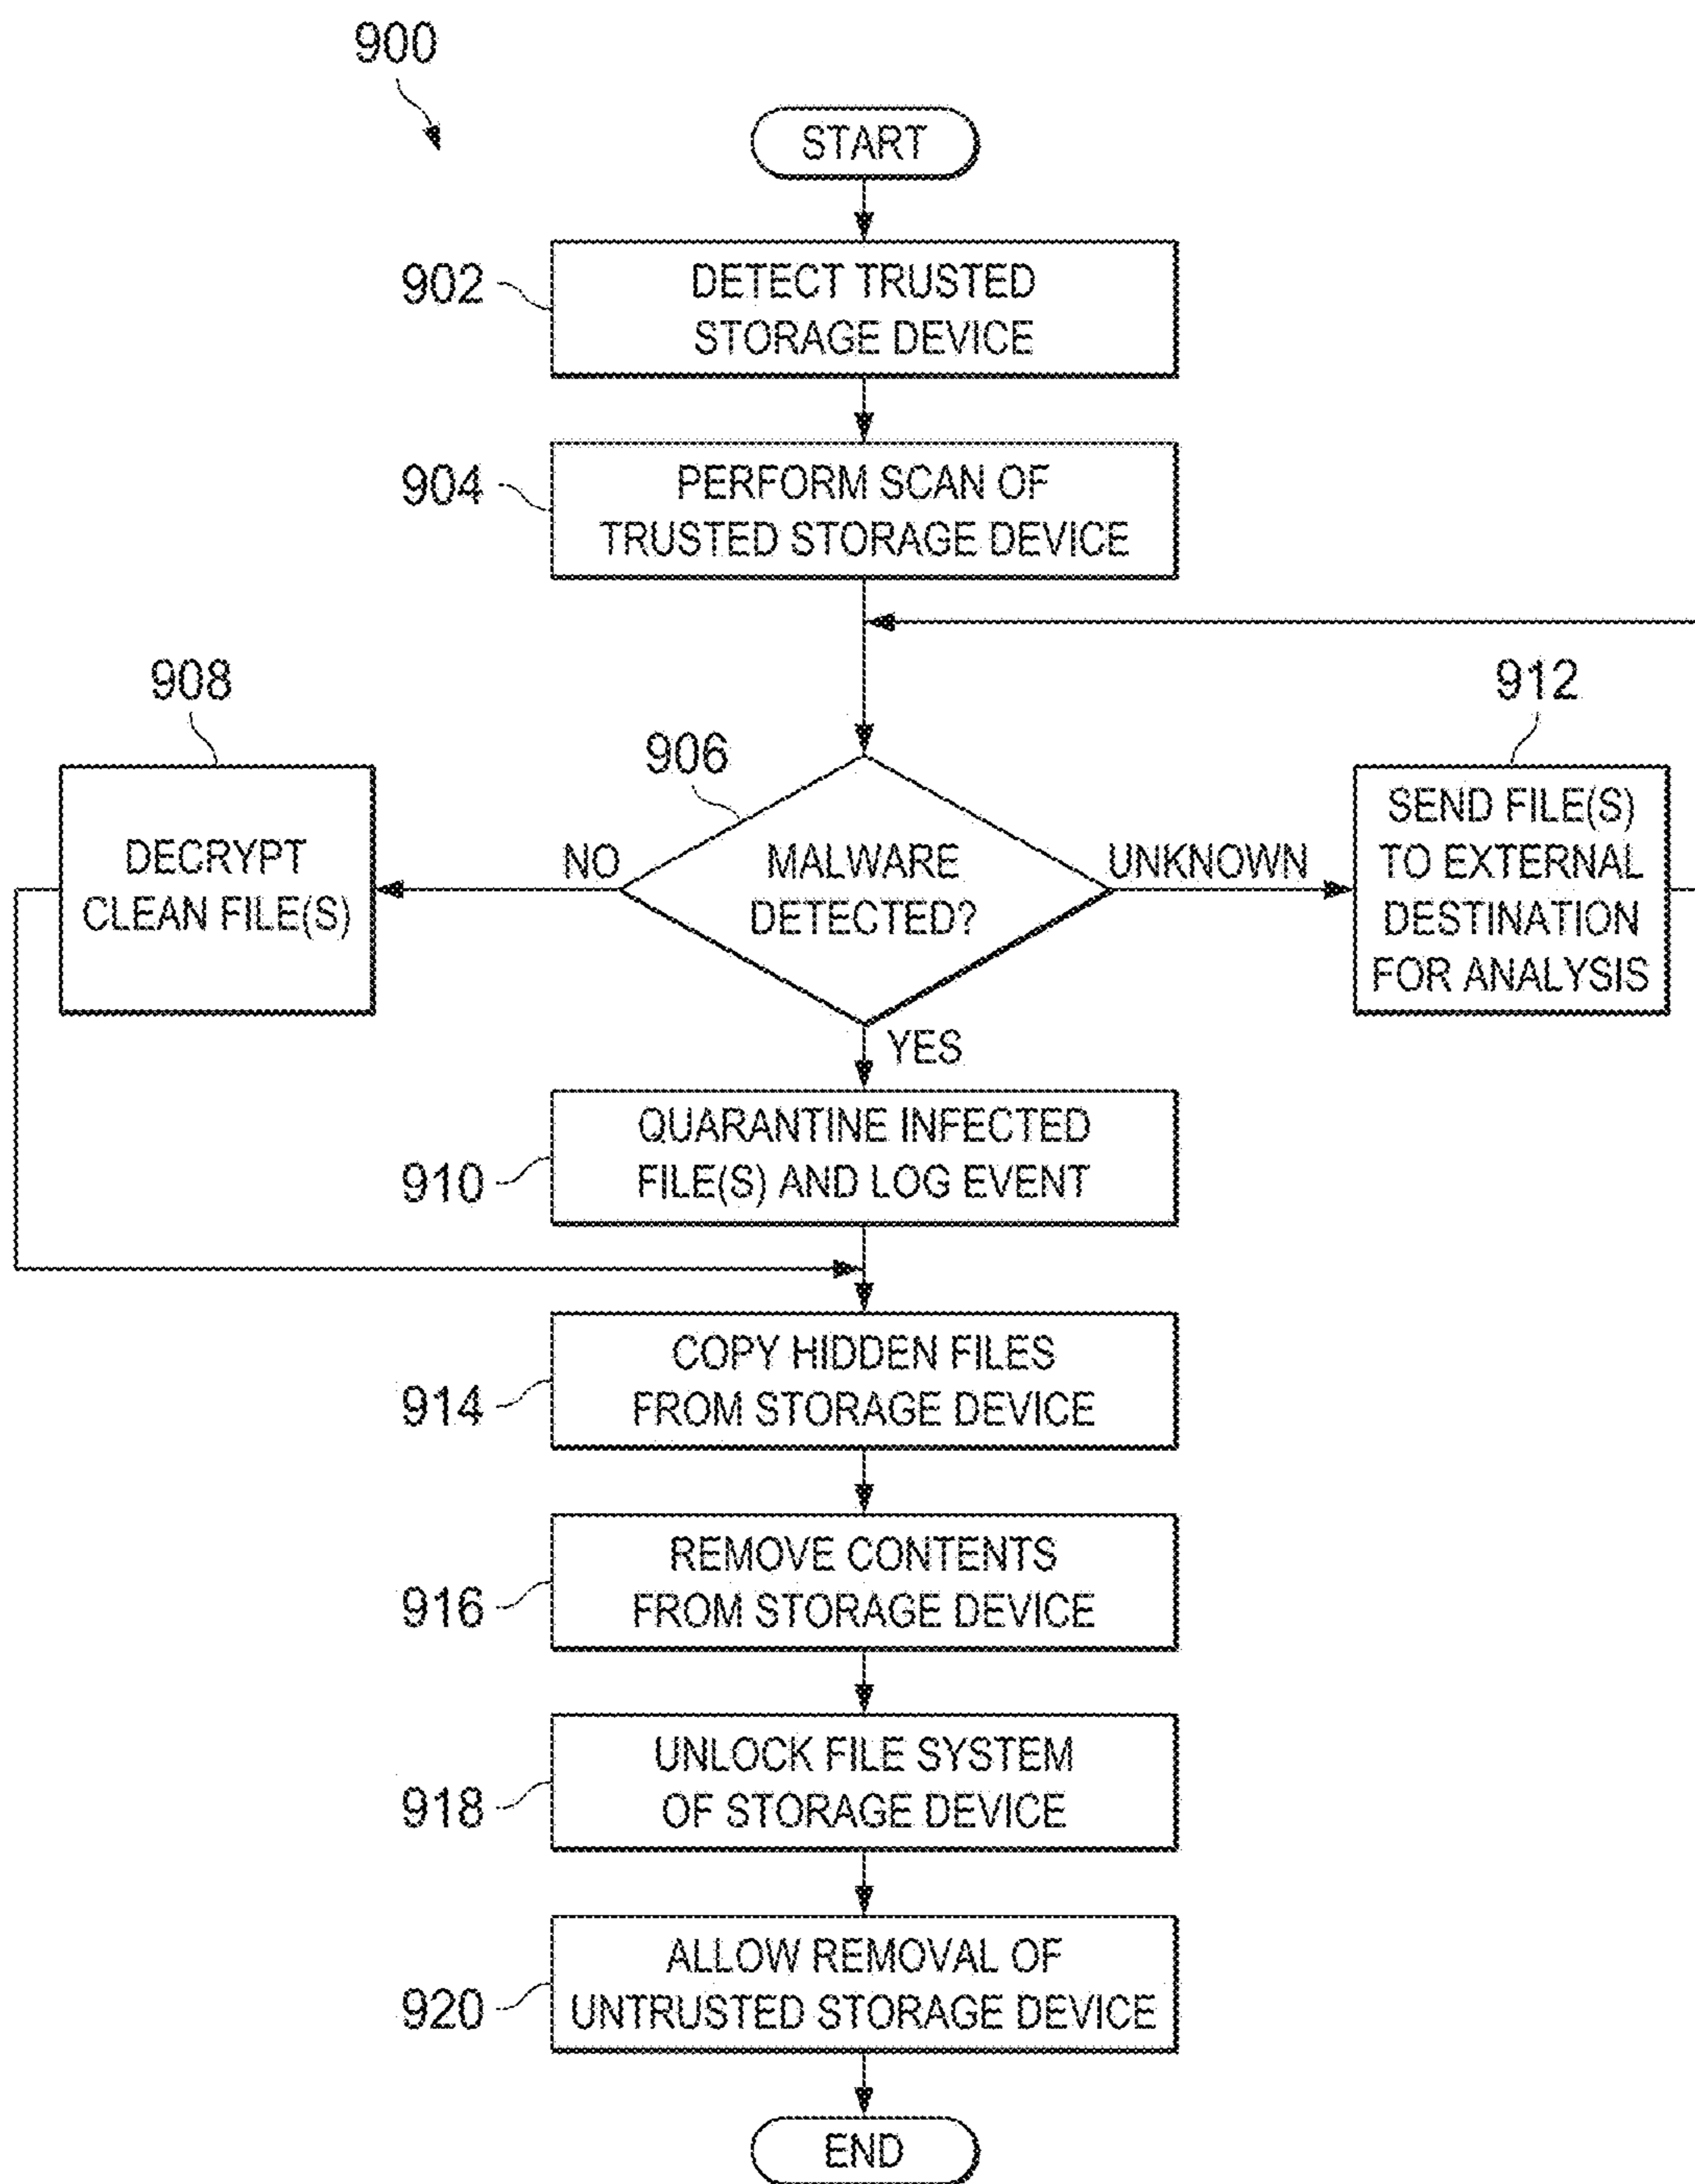 900
START
902
DETECT TRUSTED
STORAGE DEVICE
904
PERFORM SCAN OF
TRUSTED STORAGE DEVICE
908
DECRYPT
CLEAN FILE(S)
NO
906
MALWARE
DETECTED?
UNKNOWN
912
SEND FILE(S)
TO EXTERNAL
DESTINATION
FOR ANALYSIS
YES
910
QUARANTINE INFECTED
FILE(S) AND LOG EVENT
914
COPY HIDDEN FILES
FROM STORAGE DEVICE
916
REMOVE CONTENTS
FROM STORAGE DEVICE
918
UNLOCK FILE SYSTEM
OF STORAGE DEVICE
920
ALLOW REMOVAL OF
UNTRUSTED STORAGE DEVICE
END